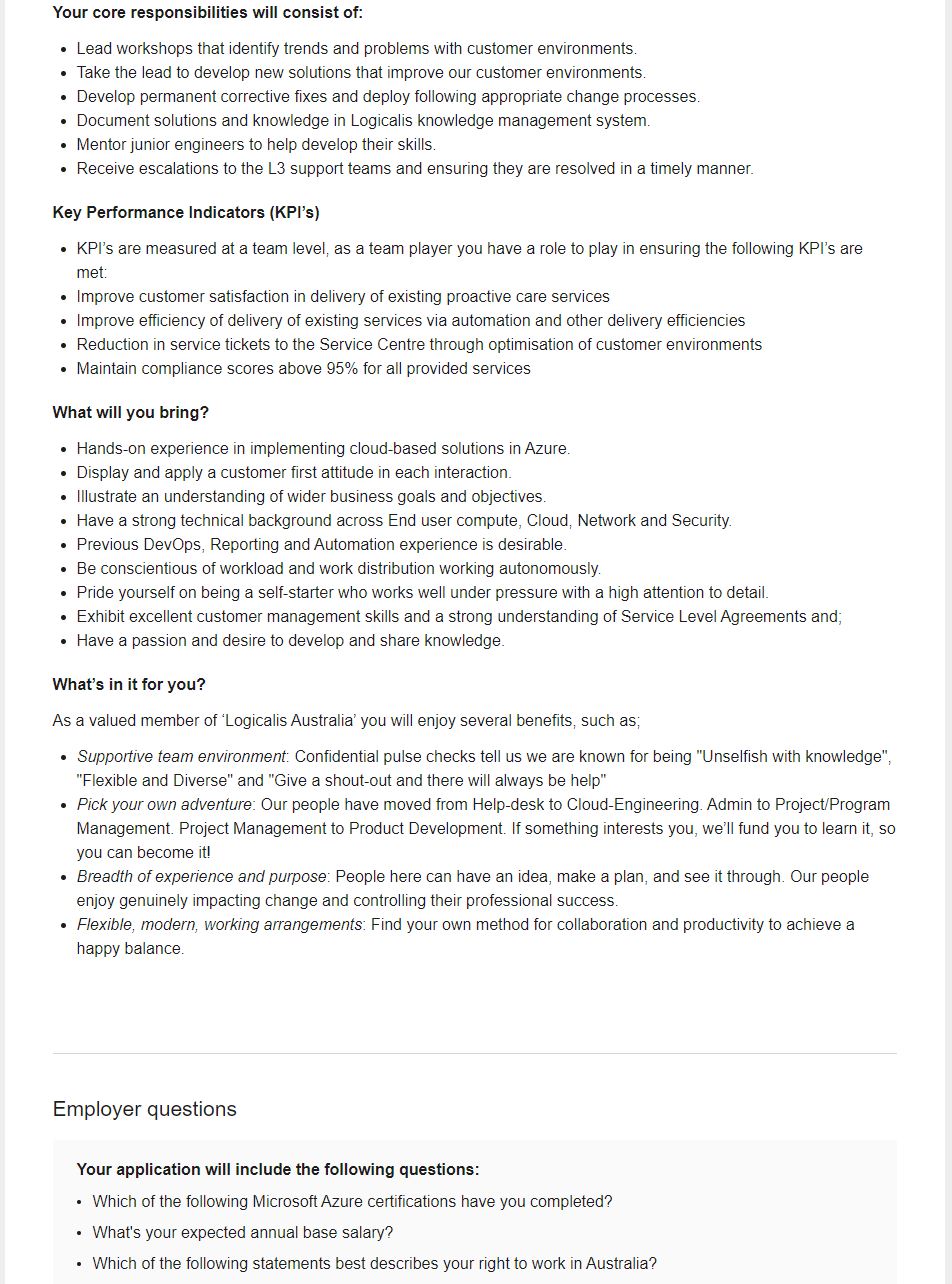 Your core responsibilities will consist of:
• Lead workshops that identify trends and problems with customer environments.
• Take the lead to develop new solutions that improve our customer environments.
• Develop permanent corrective fixes and deploy following appropriate change processes.
• Document solutions and knowledge in Logicalis knowledge management system.
• Mentor junior engineers to help develop their skills.
• Receive escalations to the L3 support teams and ensuring they are resolved in a timely manner.
Key Performance Indicators (KPI’s)
• KPI’s are measured at a team level, as a team player you have a role to play in ensuring the following KPI’s are
met:
• Improve customer satisfaction in delivery of existing proactive care services
• Improve efficiency of delivery of existing services via automation and other delivery efficiencies
• Reduction in service tickets to the Service Centre through optimisation of customer environments
• Maintain compliance scores above 95% for all provided services
What will you bring?
• Hands-on experience in implementing cloud-based solutions in Azure.
• Display and apply a customer first attitude in each interaction.
• Illustrate an understanding of wider business goals and objectives.
• Have a strong technical background across End user compute, Cloud, Network and Security.
• Previous DevOps, Reporting and Automation experience is desirable.
• Be conscientious of workload and work distribution working autonomously.
• Pride yourself on being a self-starter who works well under pressure with a high attention to detail.
• Exhibit excellent customer management skills and a strong understanding of Service Level Agreements and;
• Have a passion and desire to develop and share knowledge.
What’s in it for you?
As a valued member of ‘Logicalis Australia’ you will enjoy several benefits, such as;
• Supportive team environment: Confidential pulse checks tell us we are known for being "Unselfish with knowledge",
"Flexible and Diverse" and "Give a shout-out and there will always be help"
• Pick your own adventure: Our people have moved from Help-desk to Cloud-Engineering. Admin to Project/Program
Management. Project Management to Product Development. If something interests you, we’ll fund you to learn it, so
you can become it!
• Breadth of experience and purpose: People here can have an idea, make a plan, and see it through. Our people
enjoy genuinely impacting change and controlling their professional success.
• Flexible, modern, working arrangements: Find your own method for collaboration and productivity to achieve a
happy balance.
Employer questions
Your application will include the following questions:
• Which of the following Microsoft Azure certifications have you completed?
• What's your expected annual base salary?
• Which of the following statements best describes your right to work in Australia?